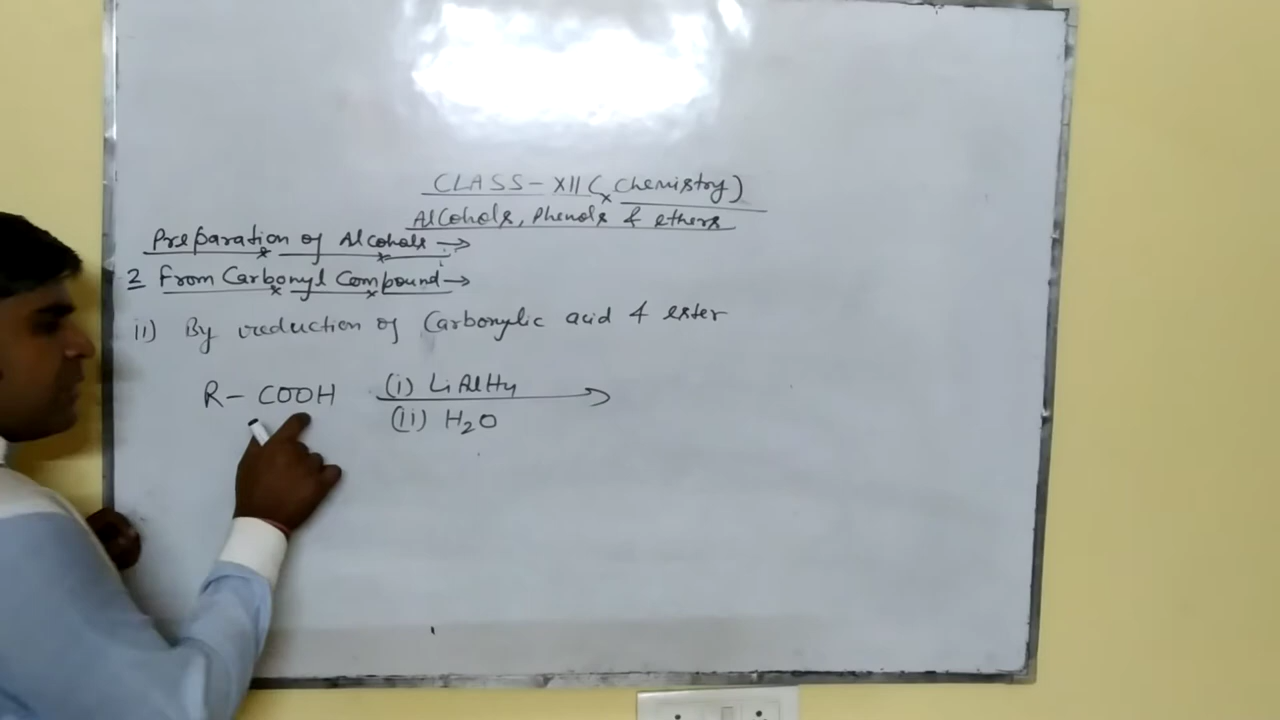 CLASS - XII (Chemistry)
Alcohols, Phenols & ethers
Preparation of Alcohols :→
2 From Carbonyl Compound →
ii) By reduction of Carboxylic acid & ester
R - COOH (i) LiAlH4 →
(ii) H2O